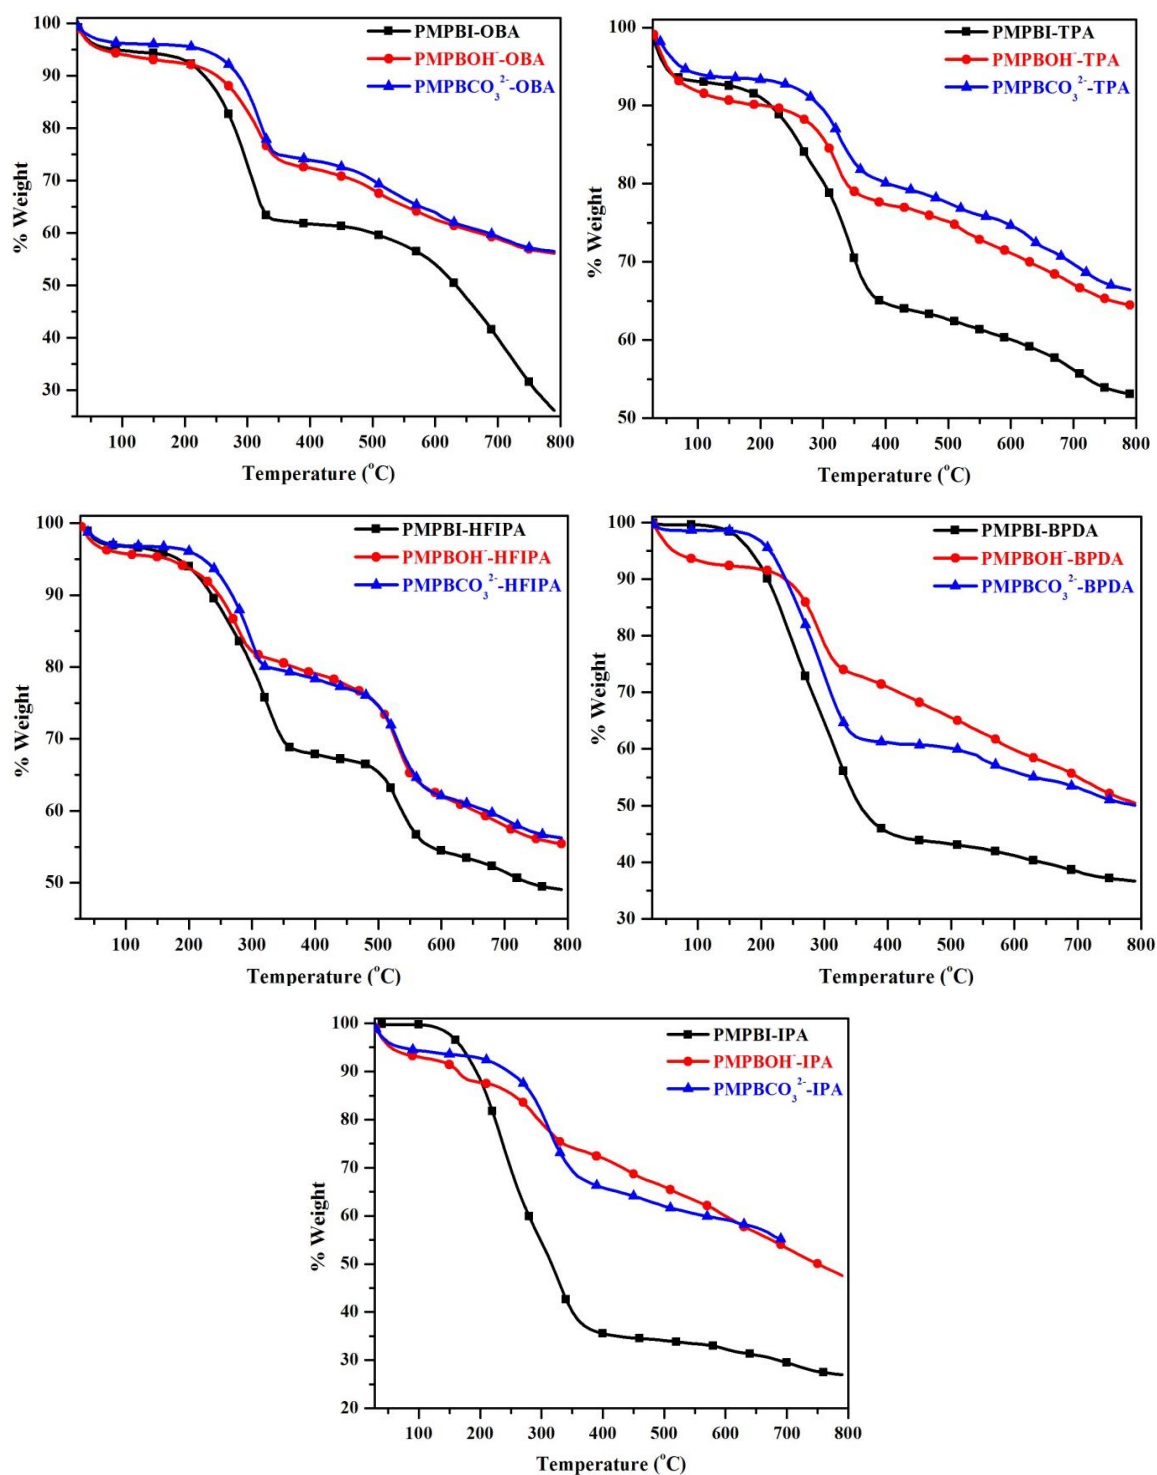 PMPBI-OBA
PMPBOH⁻-OBA
PMPBCO₃²⁻-OBA
% Weight
100
90
80
70
60
50
40
30
100 200 300 400 500 600 700 800
Temperature (°C)
PMPBI-TPA
PMPBOH⁻-TPA
PMPBCO₃²⁻-TPA
% Weight
100
90
80
70
60
50
100 200 300 400 500 600 700 800
Temperature (°C)
PMPBI-HFIPA
PMPBOH⁻-HFIPA
PMPBCO₃²⁻-HFIPA
% Weight
100
90
80
70
60
50
100 200 300 400 500 600 700 800
Temperature (°C)
PMPBI-BPDA
PMPBOH⁻-BPDA
PMPBCO₃²⁻-BPDA
% Weight
100
90
80
70
60
50
40
30
100 200 300 400 500 600 700 800
Temperature (°C)
PMPBI-IPA
PMPBOH⁻-IPA
PMPBCO₃²⁻-IPA
% Weight
100
90
80
70
60
50
40
30
20
100 200 300 400 500 600 700 800
Temperature (°C)